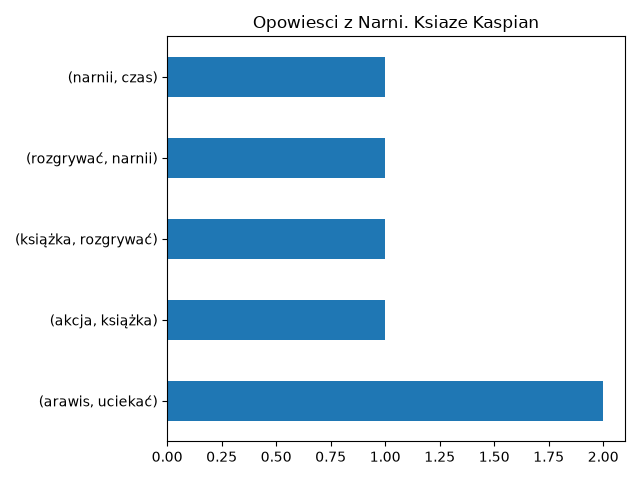 Opowiesci z Narni. Ksiaze Kaspian
(narnii, czas)
(rozgrywać, narnii)
(książka, rozgrywać)
(akcja, książka)
(arawis, uciekać)
0.00 0.25 0.50 0.75 1.00 1.25 1.50 1.75 2.00